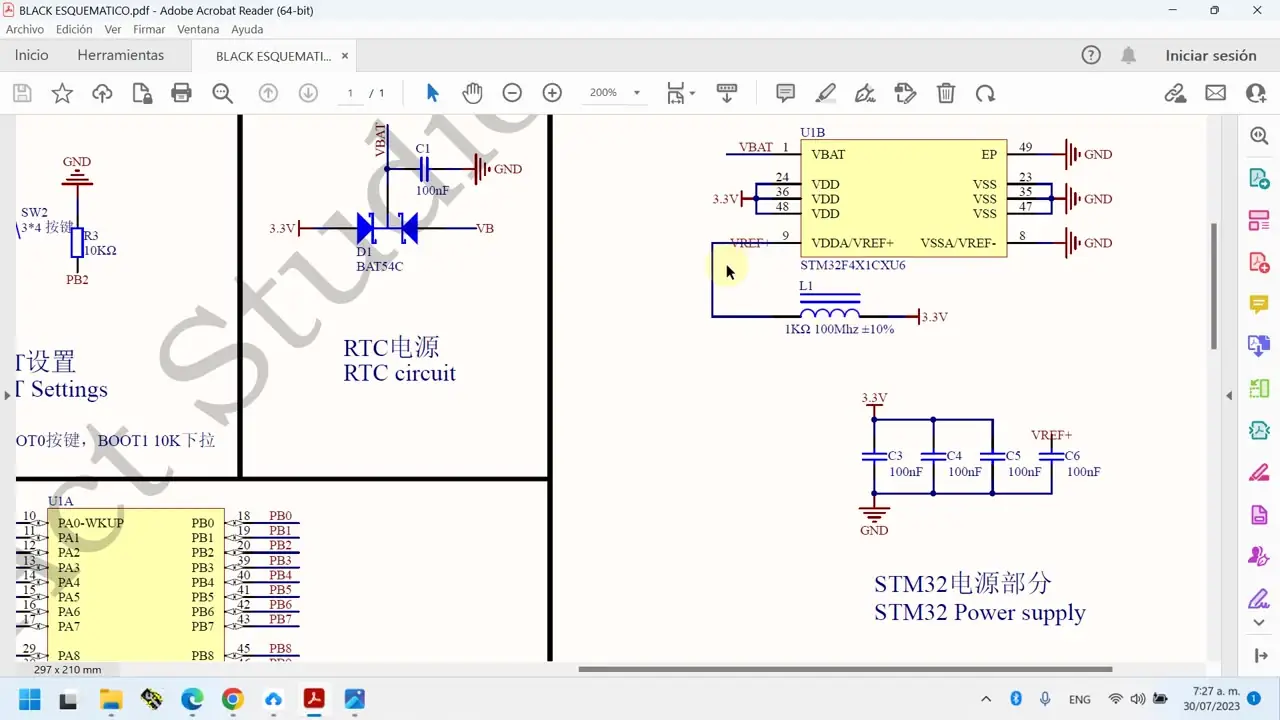 BLACK ESQUEMATICO.pdf - Adobe Acrobat Reader (64-bit)
Archivo Edición Ver Firmar Ventana Ayuda
Inicio Herramientas BLACK ESQUEMATI... × Iniciar sesión
1 / 1 200%
GND
SW2
3*4 按键
R3
10KΩ
PB2
T设置
T Settings
OT0按键，BOOT1 10K下拉
VBAT
C1
100nF
GND
3.3V
VB
D1
BAT54C
RTC电源
RTC circuit
U1B
VBAT 1 VBAT EP 49 GND
24 VDD VSS 23
3.3V 36 VDD VSS 35 GND
48 VDD VSS 47
VREF+ 9 VDDA/VREF+ VSSA/VREF- 8 GND
STM32F4X1CXU6
L1
3.3V
1KΩ 100Mhz ±10%
3.3V
VREF+
C3 C4 C5 C6
100nF 100nF 100nF 100nF
GND
STM32电源部分
STM32 Power supply
U1A
10 PA0-WKUP PB0 18 PB0
11 PA1 PB1 19 PB1
12 PA2 PB2 20 PB2
13 PA3 PB3 39 PB3
14 PA4 PB4 40 PB4
15 PA5 PB5 41 PB5
16 PA6 PB6 42 PB6
17 PA7 PB7 43 PB7
29 PA8 PB8 45 PB8
297 x 210 mm
ENG
7:27 a. m.
30/07/2023
1